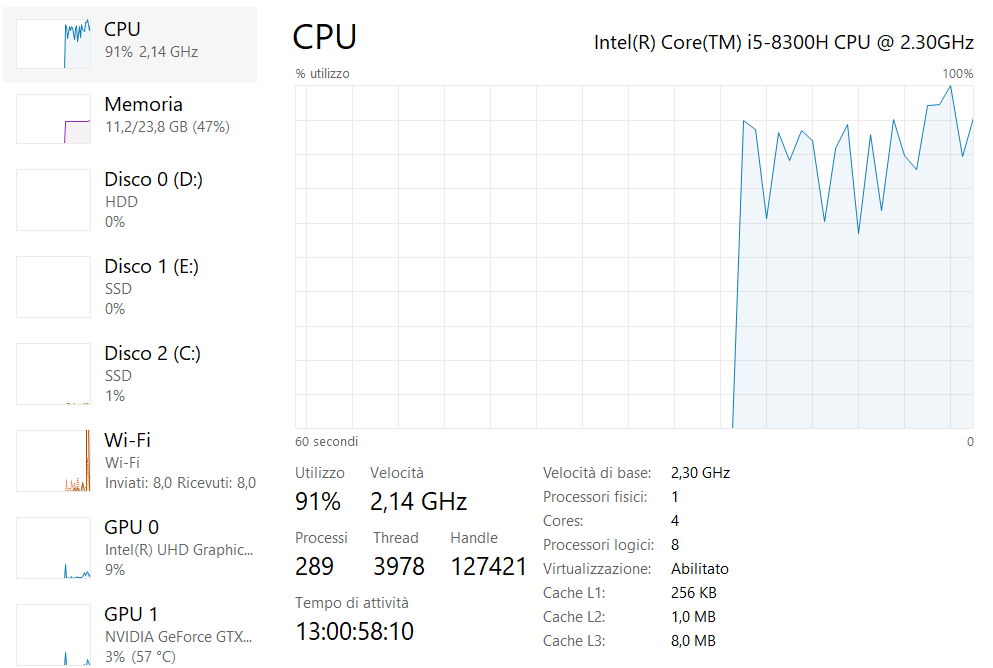 CPU
91% 2,14 GHz
Memoria
11,2/23,8 GB (47%)
Disco 0 (D:)
HDD
0%
Disco 1 (E:)
SSD
0%
Disco 2 (C:)
SSD
1%
Wi-Fi
Wi-Fi
Inviati: 8,0 Ricevuti: 8,0
GPU 0
Intel(R) UHD Graphic...
9%
GPU 1
NVIDIA GeForce GTX...
3% (57 °C)
CPU
Intel(R) Core(TM) i5-8300H CPU @ 2.30GHz
% utilizzo
100%
60 secondi
0
Utilizzo
91%
Velocità
2,14 GHz
Processi
289
Thread
3978
Handle
127421
Tempo di attività
13:00:58:10
Velocità di base: 2,30 GHz
Processori fisici: 1
Cores: 4
Processori logici: 8
Virtualizzazione: Abilitato
Cache L1: 256 KB
Cache L2: 1,0 MB
Cache L3: 8,0 MB